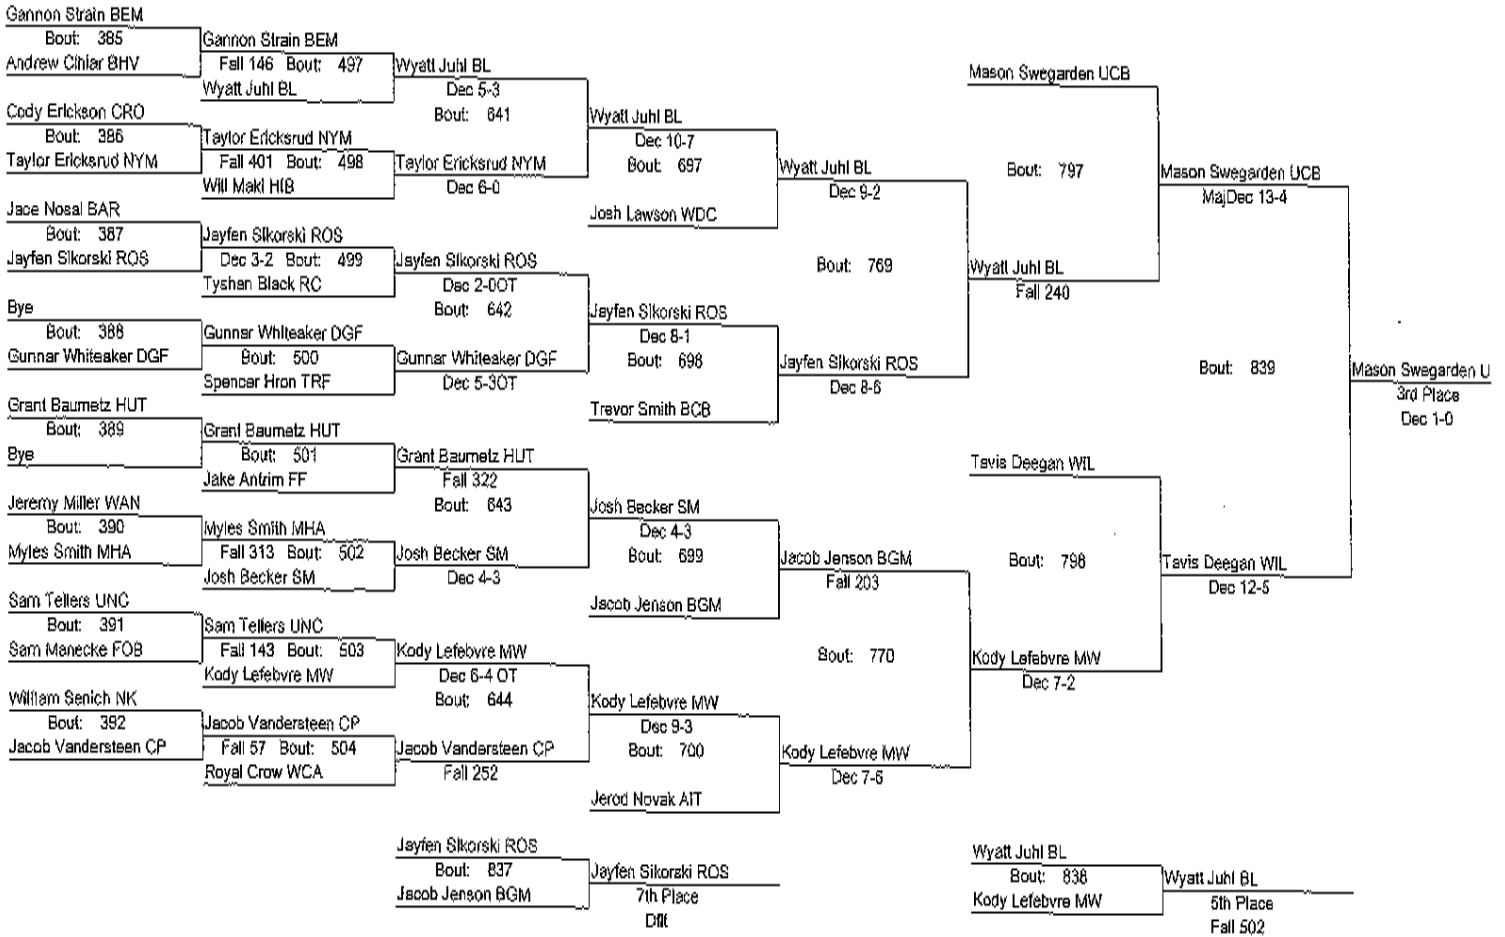 Gannon Strain BEM
Bout: 385
Andrew Cihlar BHV
Cody Erickson CRO
Bout: 386
Taylor Ericksrud NYM
Jace Nosal BAR
Bout: 387
Jayfen Sikorski ROS
Bye
Bout: 388
Gunnar Whiteaker DGF
Grant Baumetz HUT
Bout: 389
Bye
Jeremy Miller WAN
Bout: 390
Myles Smith MHA
Sam Tellers UNC
Bout: 391
Sam Manecke FOB
William Senich NK
Bout: 392
Jacob Vandersteen CP
Gannon Strain BEM
Fall 146 Bout: 497
Wyatt Juhl BL
Taylor Ericksrud NYM
Fall 401 Bout: 498
Will Maki HIB
Jayfen Sikorski ROS
Dec 3-2 Bout: 499
Tyshan Black RC
Gunnar Whiteaker DGF
Bout: 500
Spencer Hron TRF
Grant Baumetz HUT
Bout: 501
Jake Antrim FF
Myles Smith MHA
Fall 313 Bout: 502
Josh Becker SM
Sam Tellers UNC
Fall 143 Bout: 503
Kody Lefebvre MW
Jacob Vandersteen CP
Fall 57 Bout: 504
Royal Crow WCA
Wyatt Juhl BL
Dec 5-3
Bout: 641
Taylor Ericksrud NYM
Dec 6-0
Jayfen Sikorski ROS
Dec 2-0OT
Bout: 642
Gunnar Whiteaker DGF
Dec 5-3OT
Grant Baumetz HUT
Fall 322
Bout: 643
Josh Becker SM
Dec 4-3
Kody Lefebvre MW
Dec 6-4 OT
Bout: 644
Jacob Vandersteen CP
Fall 252
Wyatt Juhl BL
Dec 10-7
Bout: 697
Josh Lawson WDC
Jayfen Sikorski ROS
Dec 8-1
Bout: 698
Trevor Smith BCB
Josh Becker SM
Dec 4-3
Bout: 699
Jacob Jenson BGM
Kody Lefebvre MW
Dec 9-3
Bout: 700
Jerod Novak AIT
Wyatt Juhl BL
Dec 9-2
Bout: 769
Jayfen Sikorski ROS
Dec 8-6
Jacob Jenson BGM
Fall 203
Bout: 770
Kody Lefebvre MW
Dec 7-6
Mason Swegarden UCB
Bout: 797
Wyatt Juhl BL
Fall 240
Tavis Deegan WIL
Bout: 798
Kody Lefebvre MW
Dec 7-2
Mason Swegarden UCB
MajDec 13-4
Bout: 839
Tavis Deegan WIL
Dec 12-5
Mason Swegarden U
3rd Place
Dec 1-0
Jayfen Sikorski ROS
Bout: 837
Jacob Jenson BGM
Jayfen Sikorski ROS
7th Place
Dflt
Wyatt Juhl BL
Bout: 838
Kody Lefebvre MW
Wyatt Juhl BL
5th Place
Fall 502